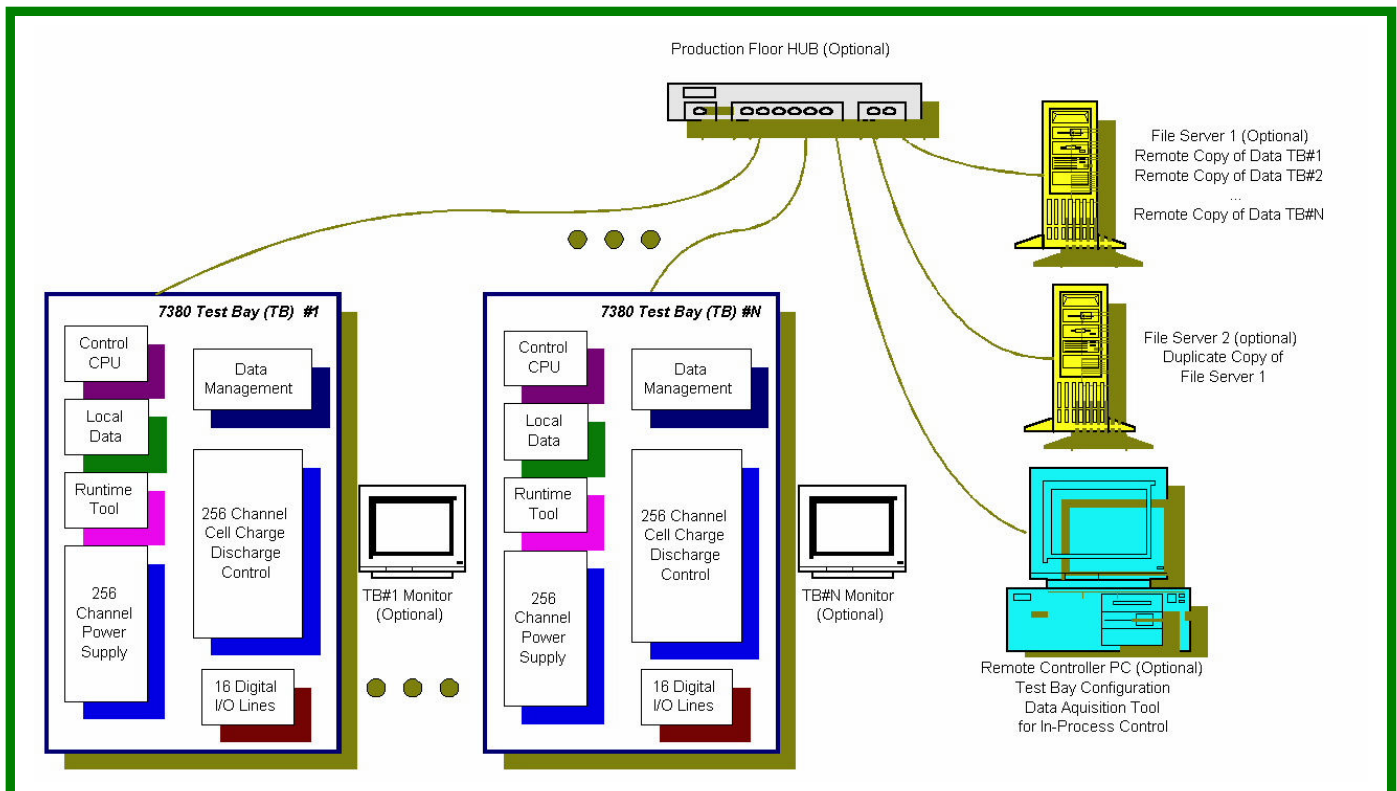 Production Floor HUB (Optional)
File Server 1 (Optional)
Remote Copy of Data TB#1
Remote Copy of Data TB#2
...
Remote Copy of Data TB#N
7380 Test Bay (TB) #1
Control
CPU
Data
Management
Local
Data
Runtime
Tool
256 Channel
Cell Charge
Discharge
Control
256
Channel
Power
Supply
16 Digital
I/O Lines
TB#1 Monitor
(Optional)
7380 Test Bay (TB) #N
Control
CPU
Data
Management
Local
Data
Runtime
Tool
256 Channel
Cell Charge
Discharge
Control
256
Channel
Power
Supply
16 Digital
I/O Lines
TB#N Monitor
(Optional)
File Server 2 (optional)
Duplicate Copy of
File Server 1
Remote Controller PC (Optional)
Test Bay Configuration
Data Aquisition Tool
for In-Process Control